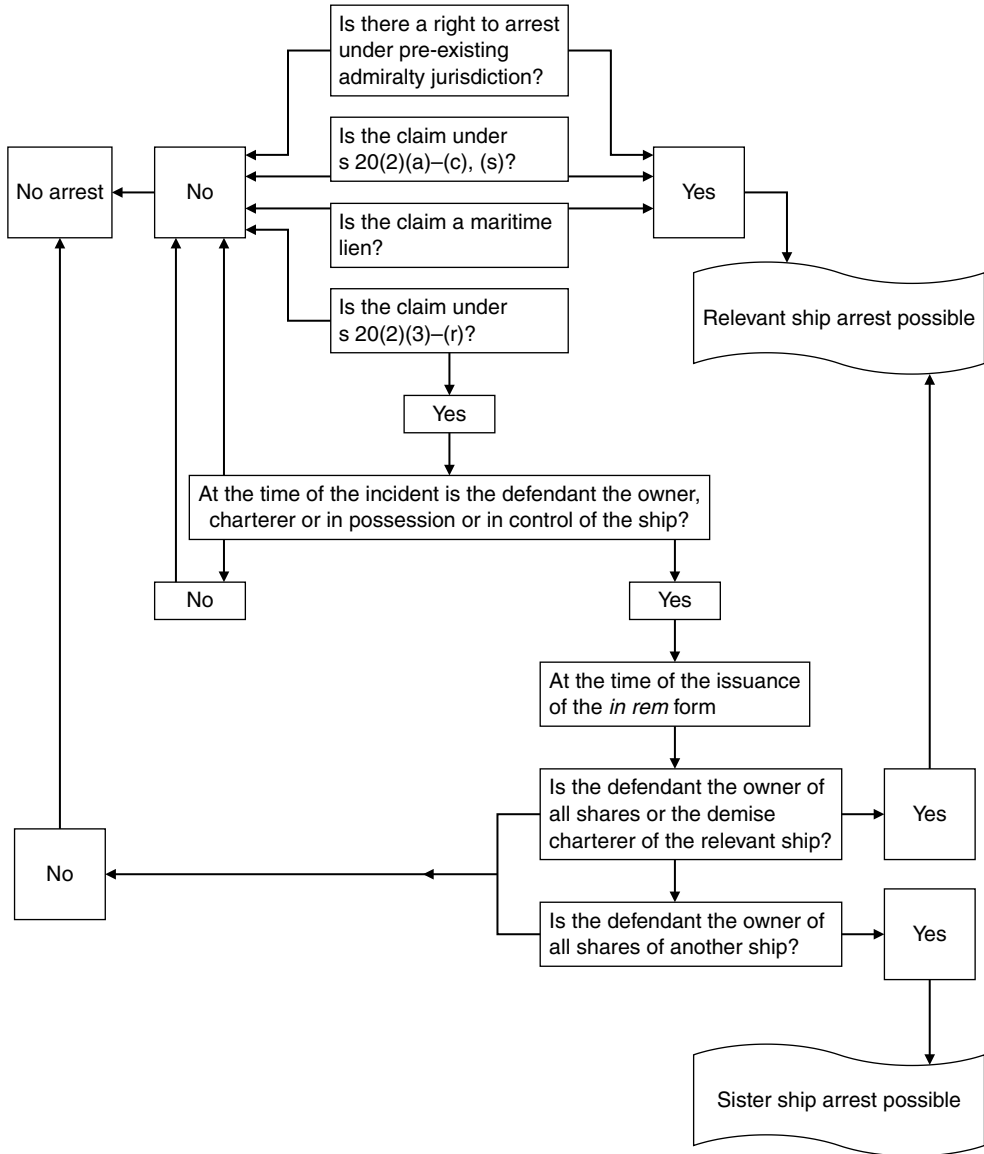 Is there a right to arrest
under pre-existing
admiralty jurisdiction?
Is the claim under
s 20(2)(a)–(c), (s)?
No arrest
No
Yes
Is the claim a maritime
lien?
Is the claim under
s 20(2)(3)–(r)?
Relevant ship arrest possible
Yes
At the time of the incident is the defendant the owner,
charterer or in possession or in control of the ship?
No
Yes
At the time of the issuance
of the in rem form
Is the defendant the owner of
all shares or the demise
charterer of the relevant ship?
Yes
No
Is the defendant the owner of
all shares of another ship?
Yes
Sister ship arrest possible